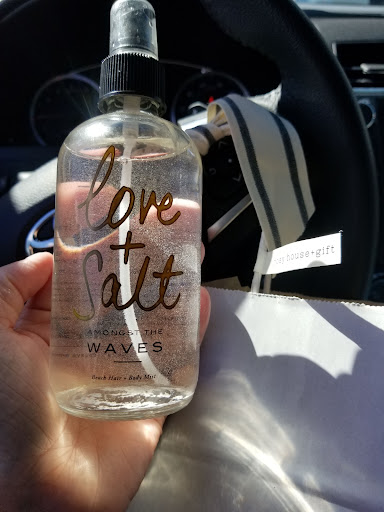 love
+
Salt
AMONGST THE
WAVES
Beach Hair + Body Mist
house+gift